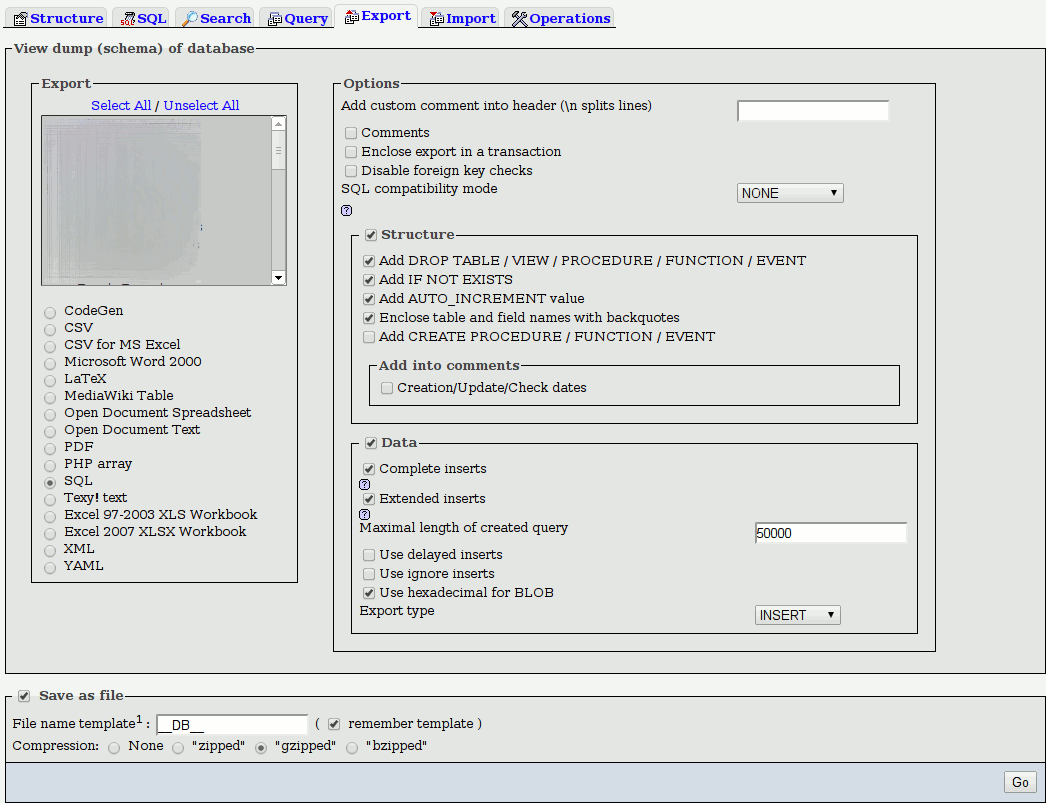 Structure SQL Search Query Export Import Operations
View dump (schema) of database
Export
Select All / Unselect All
CodeGen
CSV
CSV for MS Excel
Microsoft Word 2000
LaTeX
MediaWiki Table
Open Document Spreadsheet
Open Document Text
PDF
PHP array
SQL
Texy! text
Excel 97-2003 XLS Workbook
Excel 2007 XLSX Workbook
XML
YAML
Options
Add custom comment into header (\n splits lines)
Comments
Enclose export in a transaction
Disable foreign key checks
SQL compatibility mode NONE
?
Structure
Add DROP TABLE / VIEW / PROCEDURE / FUNCTION / EVENT
Add IF NOT EXISTS
Add AUTO_INCREMENT value
Enclose table and field names with backquotes
Add CREATE PROCEDURE / FUNCTION / EVENT
Add into comments
Creation/Update/Check dates
Data
Complete inserts
?
Extended inserts
?
Maximal length of created query 50000
Use delayed inserts
Use ignore inserts
Use hexadecimal for BLOB
Export type INSERT
Save as file
File name template1 : __DB__ ( remember template )
Compression: None "zipped" "gzipped" "bzipped"
Go